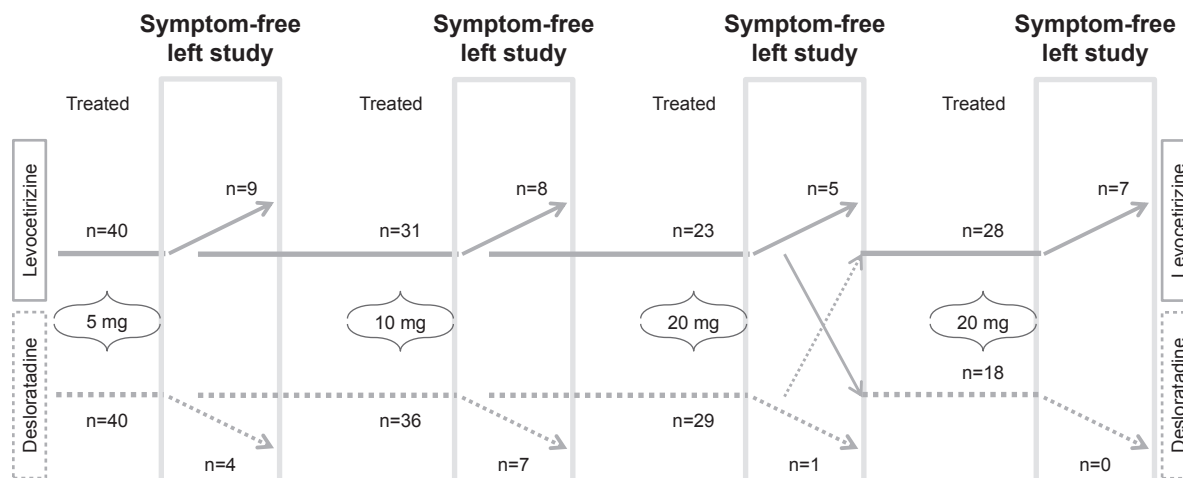 Symptom-free
left study
Symptom-free
left study
Symptom-free
left study
Symptom-free
left study
Treated
Treated
Treated
Treated
Levocetirizine
n=40
n=9
n=31
n=8
n=23
n=5
n=28
n=7
Levocetirizine
5 mg
10 mg
20 mg
20 mg
Desloratadine
n=40
n=4
n=36
n=7
n=29
n=1
n=18
n=0
Desloratadine